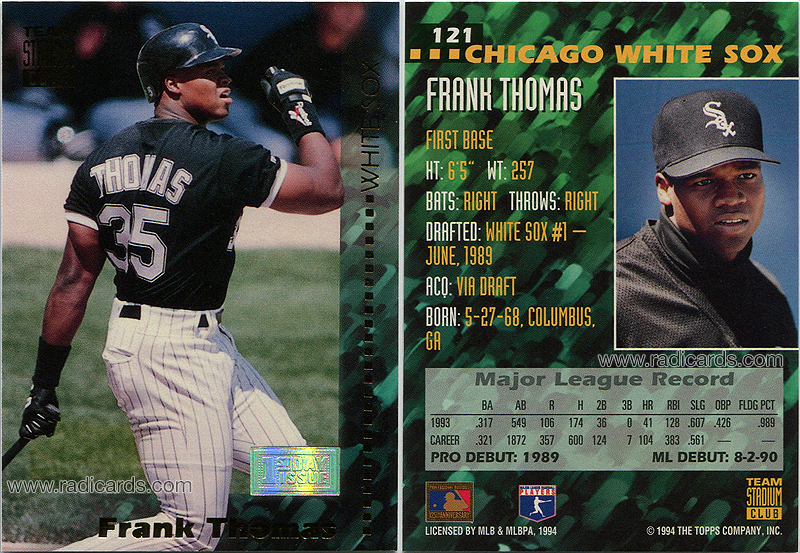 TEAM
STADIUM
CLUB
WHITE SOX
THOMAS
35
1ST DAY
ISSUE
www.radicards.com
Frank Thomas
121
CHICAGO WHITE SOX
FRANK THOMAS
FIRST BASE
HT: 6'5" WT: 257
BATS: RIGHT THROWS: RIGHT
DRAFTED: WHITE SOX #1 —
JUNE, 1989
ACQ: VIA DRAFT
BORN: 5-27-68, COLUMBUS,
GA
Sox
www.radicards.com
Major League Record
BA AB R H 2B 3B HR RBI SLG OBP FLDG PCT
1993 .317 549 106 174 36 0 41 128 .607 .426 .989
CAREER .321 1872 357 600 124 7 104 383 .561 — —
PRO DEBUT: 1989 ML DEBUT: 8-2-90
125TH ANNIVERSARY
PLAYERS
TEAM
STADIUM
CLUB
LICENSED BY MLB & MLBPA, 1994
© 1994 THE TOPPS COMPANY, INC.